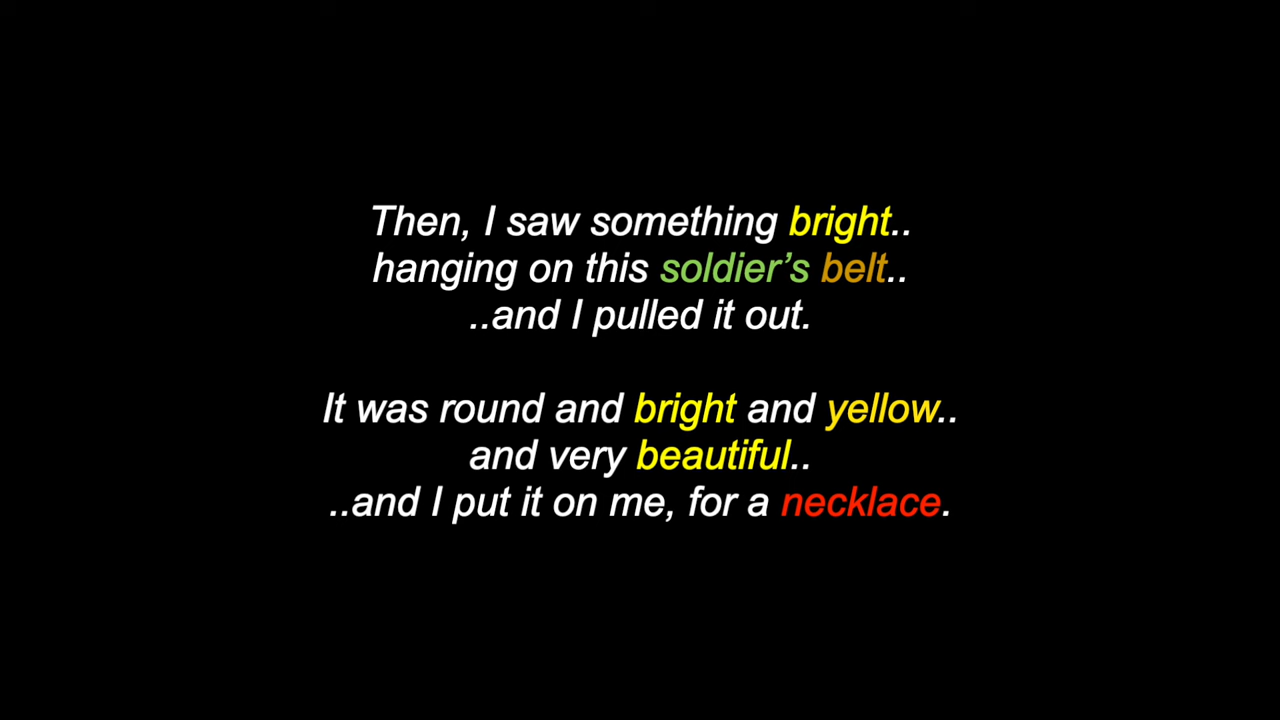 Then, I saw something bright..
hanging on this soldier’s belt..
..and I pulled it out.
It was round and bright and yellow..
and very beautiful..
..and I put it on me, for a necklace.